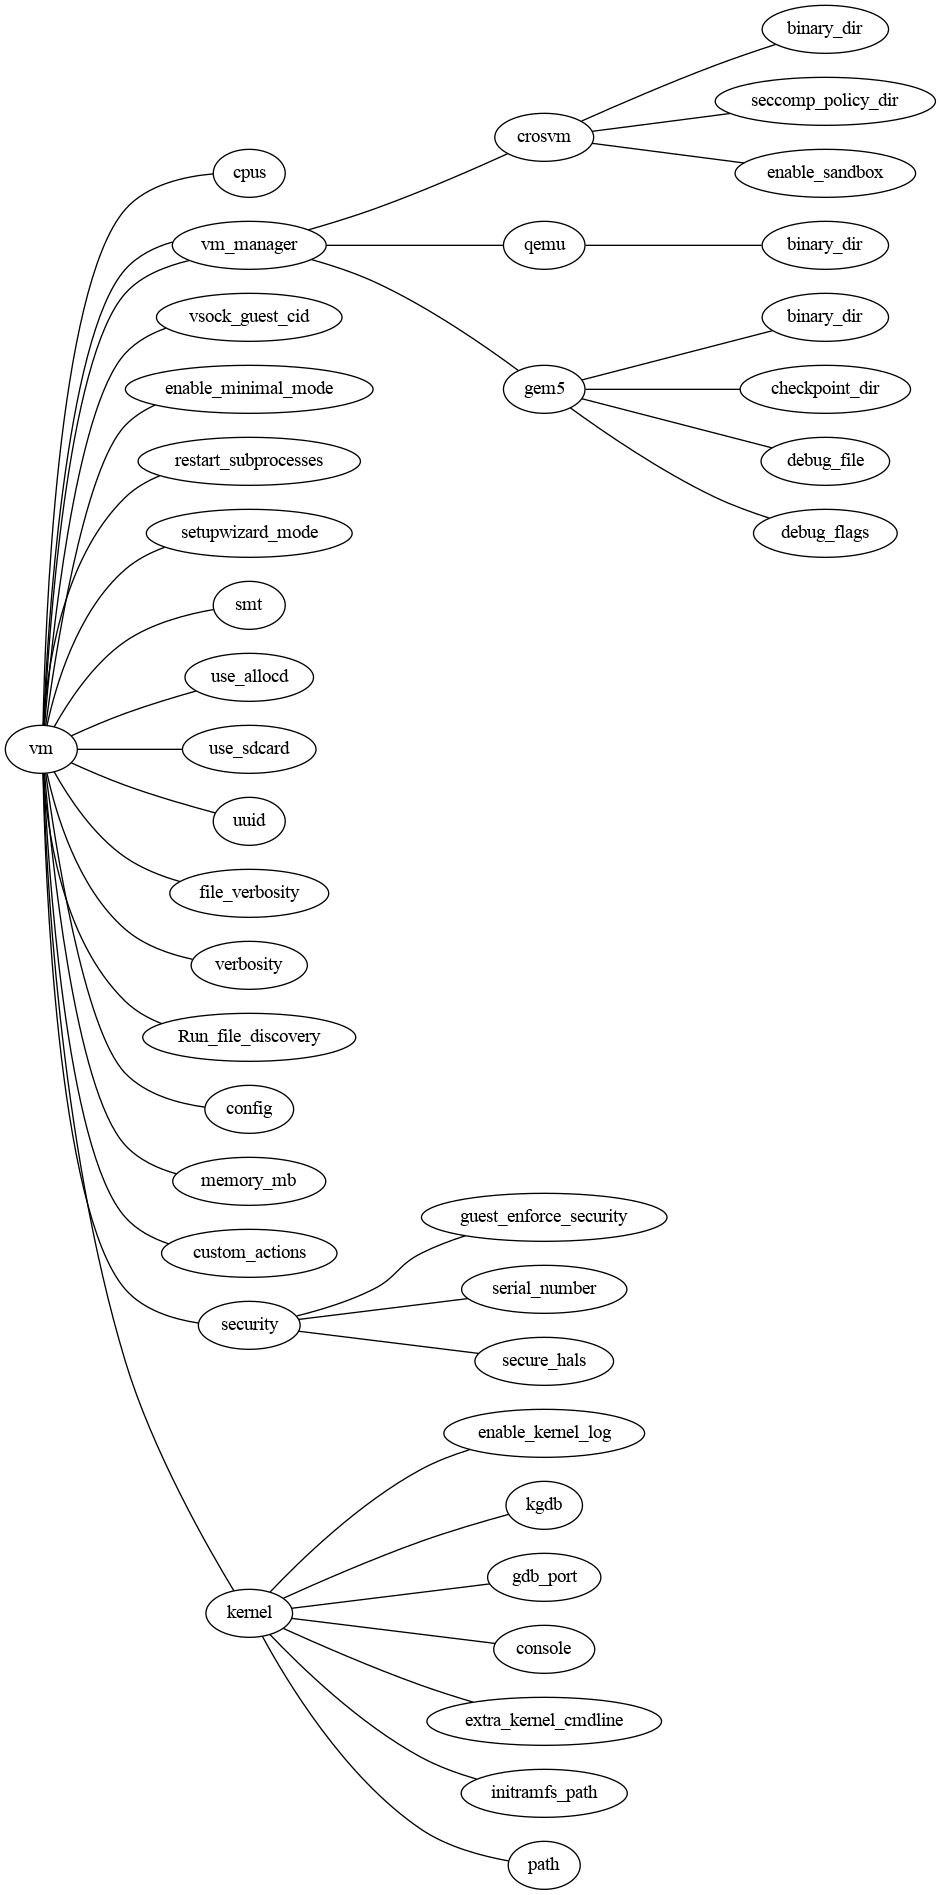 vm
cpus
vm_manager
crosvm
binary_dir
seccomp_policy_dir
enable_sandbox
qemu
binary_dir
gem5
binary_dir
checkpoint_dir
debug_file
debug_flags
vsock_guest_cid
enable_minimal_mode
restart_subprocesses
setupwizard_mode
smt
use_allocd
use_sdcard
uuid
file_verbosity
verbosity
Run_file_discovery
config
memory_mb
custom_actions
security
guest_enforce_security
serial_number
secure_hals
kernel
enable_kernel_log
kgdb
gdb_port
console
extra_kernel_cmdline
initramfs_path
path